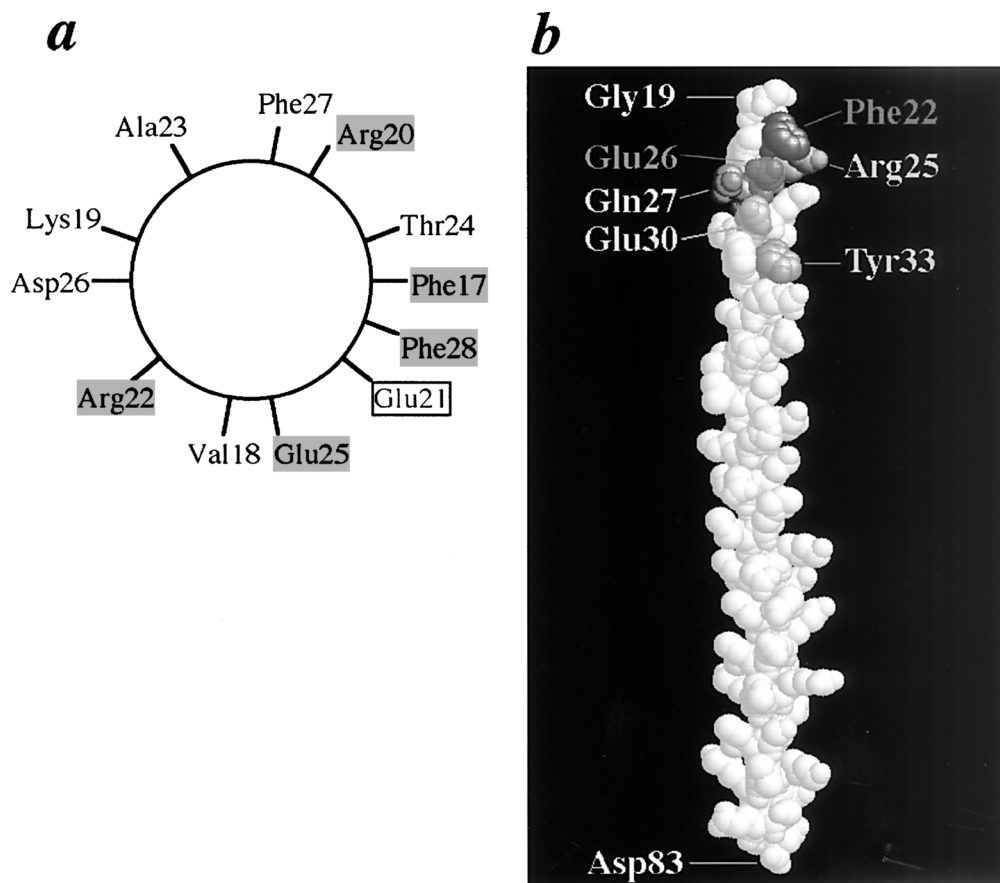 a
Phe27
Arg20
Ala23
Thr24
Lys19
Phe17
Asp26
Phe28
Glu21
Arg22
Val18
Glu25
b
Gly19
Phe22
Glu26
Arg25
Gln27
Glu30
Tyr33
Asp83